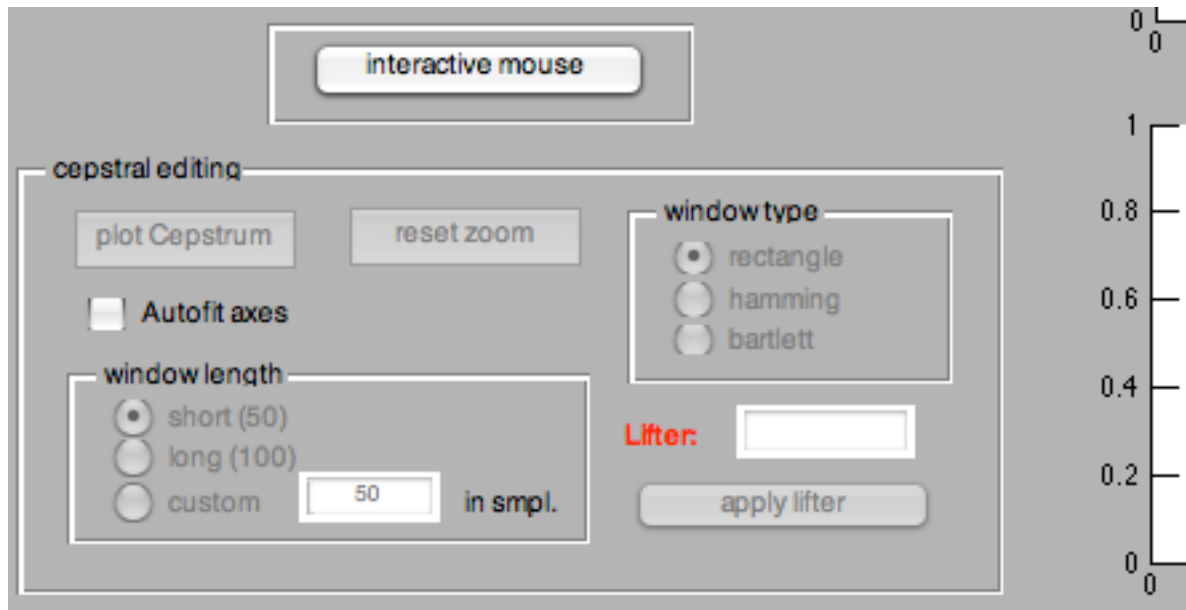 interactive mouse
cepstral editing
plot Cepstrum
reset zoom
Autofit axes
window length
short (50)
long (100)
custom
50
in smpl.
window type
rectangle
hamming
bartlett
Lifter:
apply lifter
0
0
1
0.8
0.6
0.4
0.2
0
0